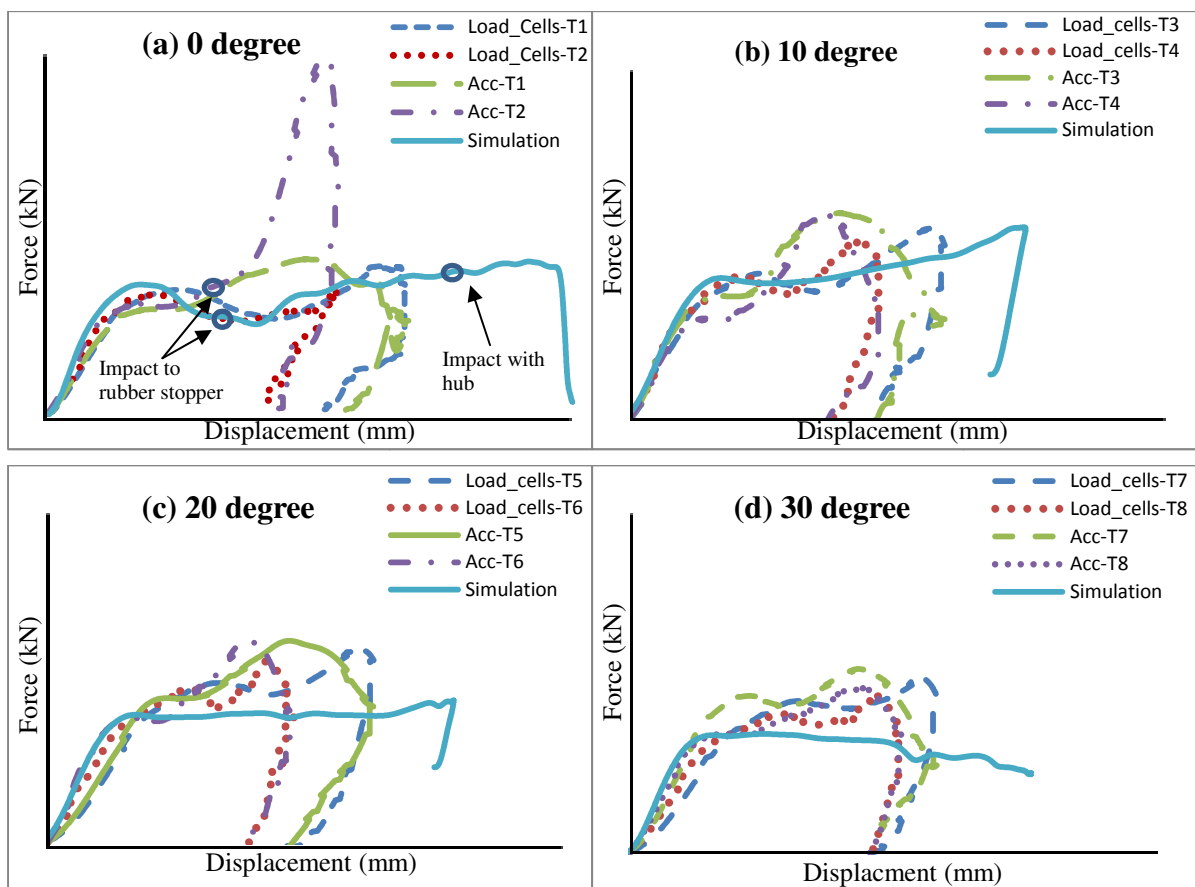 (a) 0 degree
Load_Cells-T1
Load_Cells-T2
Acc-T1
Acc-T2
Simulation
Force (kN)
Impact to
rubber stopper
Impact with
hub
Displacement (mm)
(b) 10 degree
Load_cells-T3
Load_cells-T4
Acc-T3
Acc-T4
Simulation
Force (kN)
Displacement (mm)
(c) 20 degree
Load_cells-T5
Load_cells-T6
Acc-T5
Acc-T6
Simulation
Force (kN)
Displacement (mm)
(d) 30 degree
Load_cells-T7
Load_cells-T8
Acc-T7
Acc-T8
Simulation
Force (kN)
Displacmenet (mm)